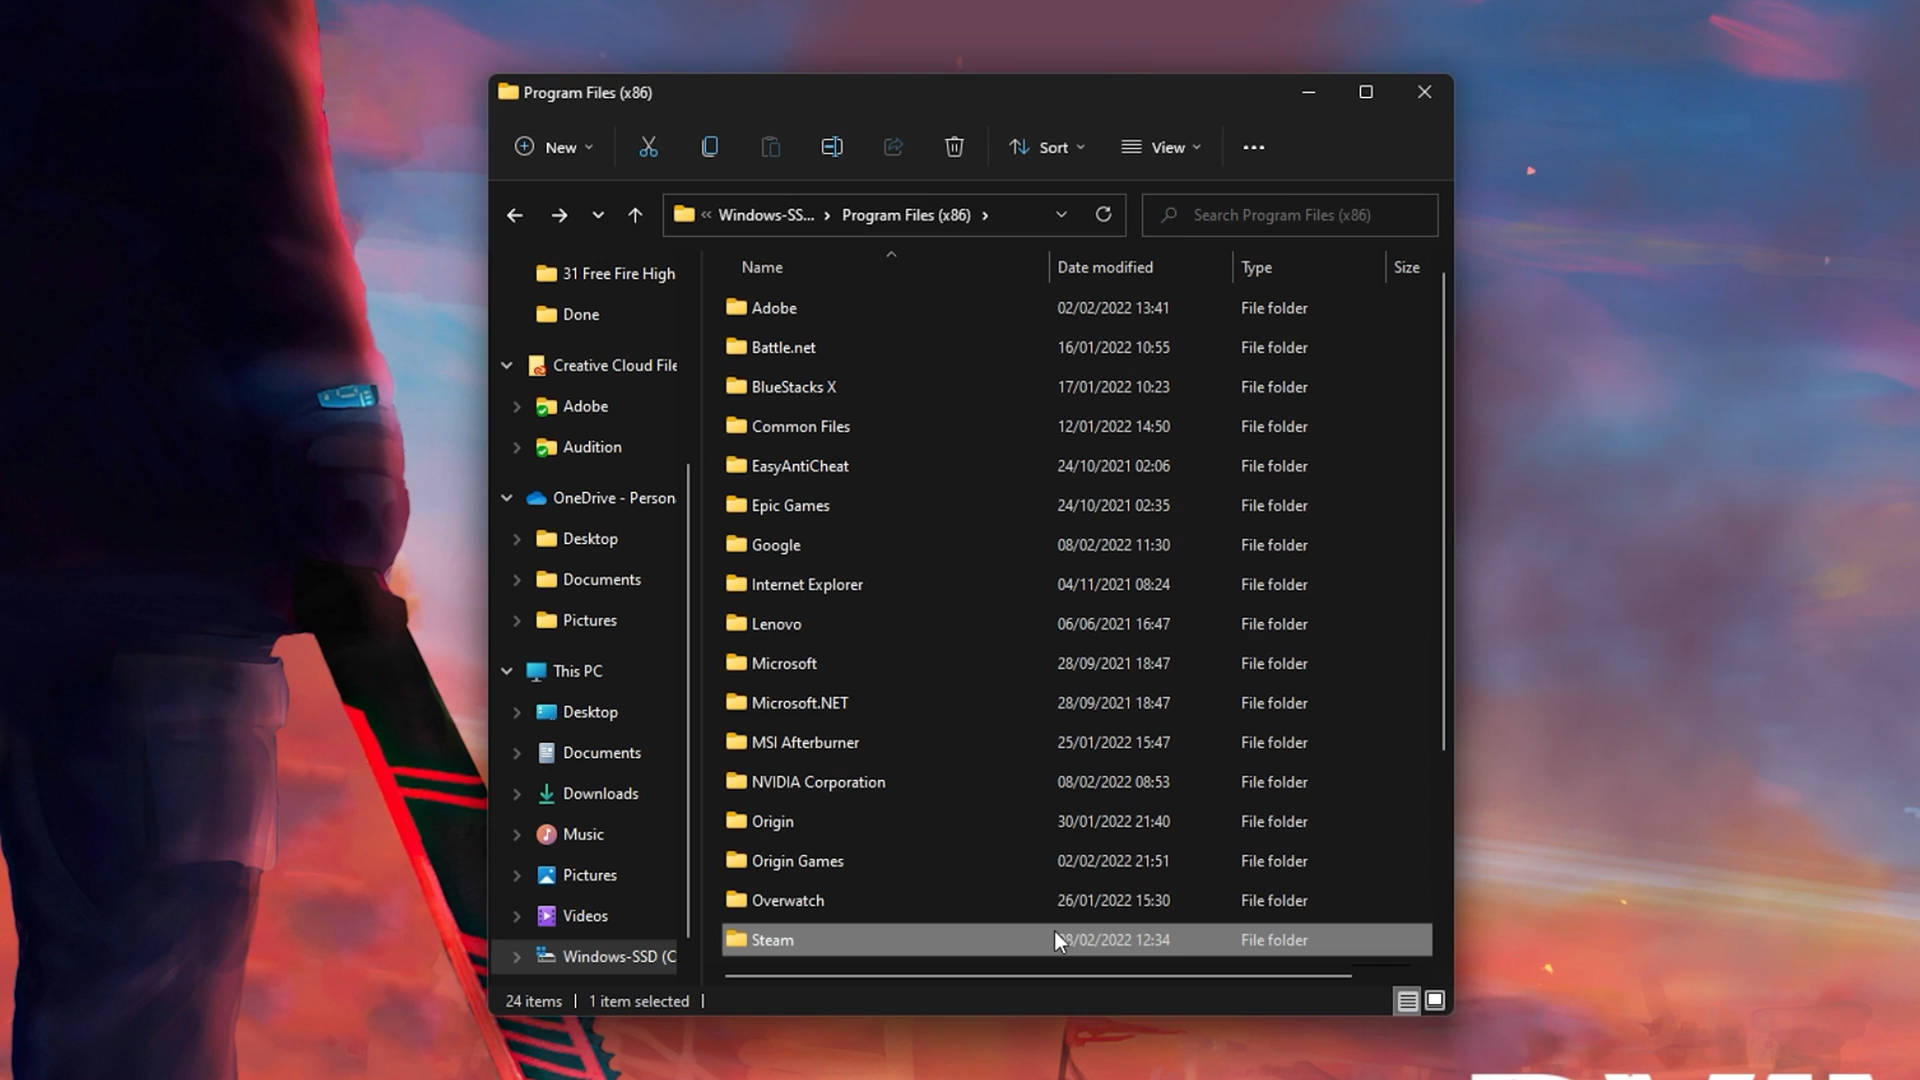 Program Files (x86)
New
Sort
View
« Windows-SS... › Program Files (x86) ›
Search Program Files (x86)
31 Free Fire High
Done
Creative Cloud File
Adobe
Audition
OneDrive - Person
Desktop
Documents
Pictures
This PC
Desktop
Documents
Downloads
Music
Pictures
Videos
Windows-SSD (C
Name Date modified Type Size
Adobe 02/02/2022 13:41 File folder
Battle.net 16/01/2022 10:55 File folder
BlueStacks X 17/01/2022 10:23 File folder
Common Files 12/01/2022 14:50 File folder
EasyAntiCheat 24/10/2021 02:06 File folder
Epic Games 24/10/2021 02:35 File folder
Google 08/02/2022 11:30 File folder
Internet Explorer 04/11/2021 08:24 File folder
Lenovo 06/06/2021 16:47 File folder
Microsoft 28/09/2021 18:47 File folder
Microsoft.NET 28/09/2021 18:47 File folder
MSI Afterburner 25/01/2022 15:47 File folder
NVIDIA Corporation 08/02/2022 08:53 File folder
Origin 30/01/2022 21:40 File folder
Origin Games 02/02/2022 21:51 File folder
Overwatch 26/01/2022 15:30 File folder
Steam 08/02/2022 12:34 File folder
24 items | 1 item selected |